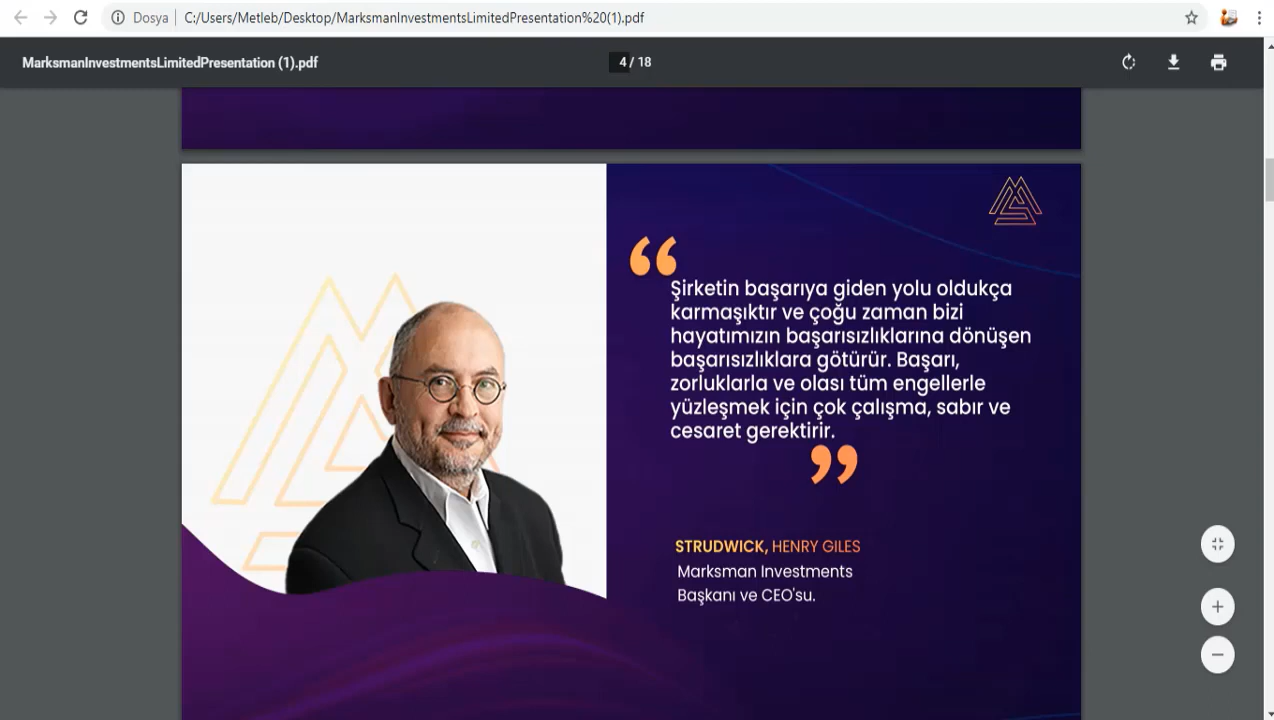 Dosya
C:/Users/Metleb/Desktop/MarksmanInvestmentsLimitedPresentation%20(1).pdf
MarksmanInvestmentsLimitedPresentation (1).pdf
4 / 18
“
Şirketin başarıya giden yolu oldukça
karmaşıktır ve çoğu zaman bizi
hayatımızın başarısızlıklarına dönüşen
başarısızlıklara götürür. Başarı,
zorluklarla ve olası tüm engellerle
yüzleşmek için çok çalışma, sabır ve
cesaret gerektirir.
”
STRUDWICK, HENRY GILES
Marksman Investments
Başkanı ve CEO'su.